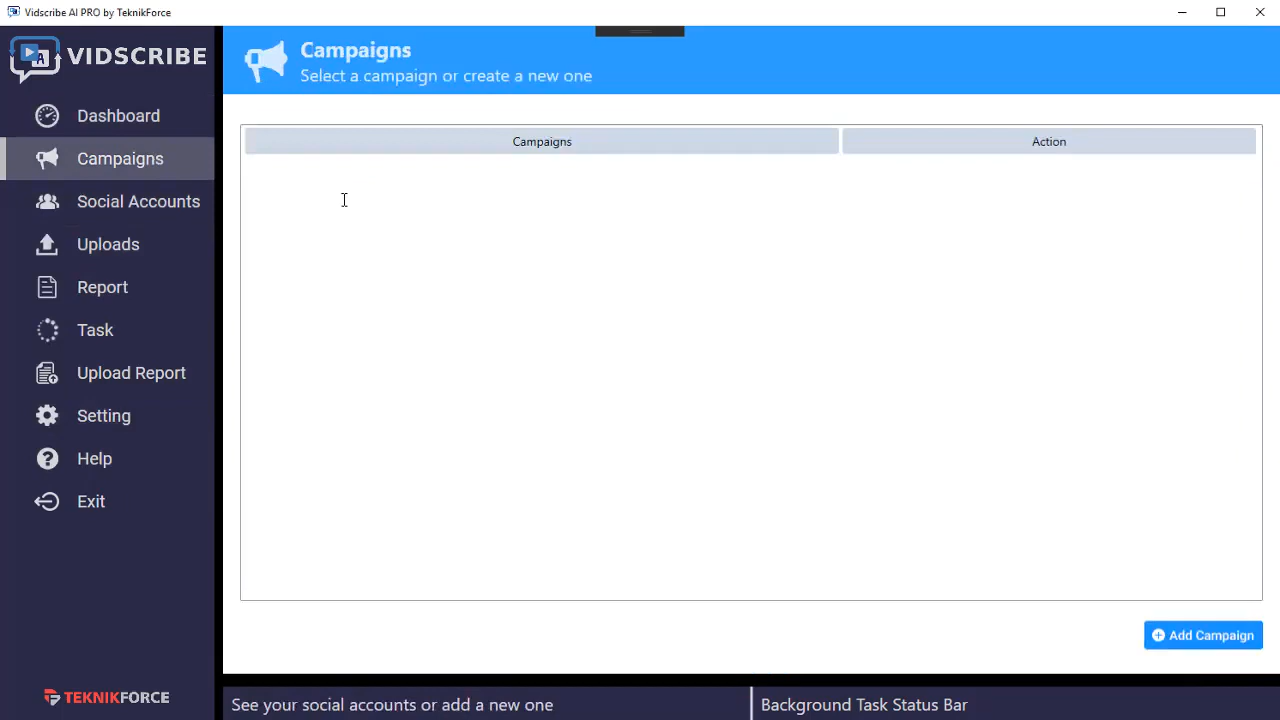 Vidscribe AI PRO by TeknikForce
VIDSCRIBE
Dashboard
Campaigns
Social Accounts
Uploads
Report
Task
Upload Report
Setting
Help
Exit
TEKNIKFORCE
Campaigns
Select a campaign or create a new one
Campaigns
Action
Add Campaign
See your social accounts or add a new one
Background Task Status Bar